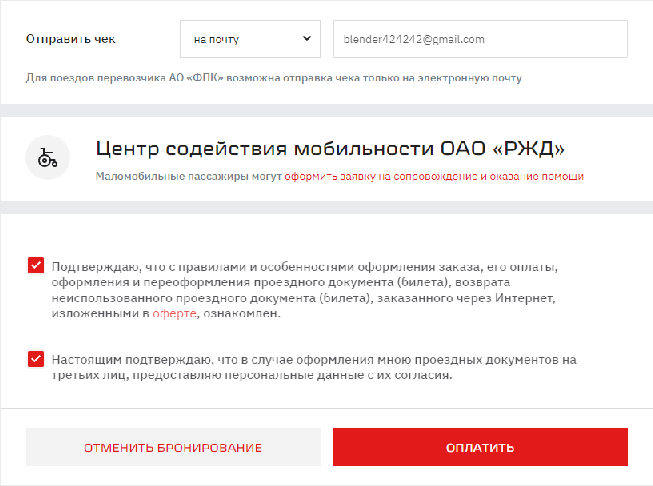 Отправить чек
на почту
blender424242@gmail.com
Для поездов перевозчика АО «ФПК» возможна отправка чека только на электронную почту
Центр содействия мобильности ОАО «РЖД»
Маломобильные пассажиры могут оформить заявку на сопровождение и оказание помощи
Подтверждаю, что с правилами и особенностями оформления заказа, его оплаты,
оформления и переоформления проездного документа (билета), возврата
неиспользованного проездного документа (билета), заказанного через Интернет,
изложенными в оферте, ознакомлен.
Настоящим подтверждаю, что в случае оформления мною проездных документов на
третьих лиц, предоставляю персональные данные с их согласия.
ОТМЕНИТЬ БРОНИРОВАНИЕ
ОПЛАТИТЬ